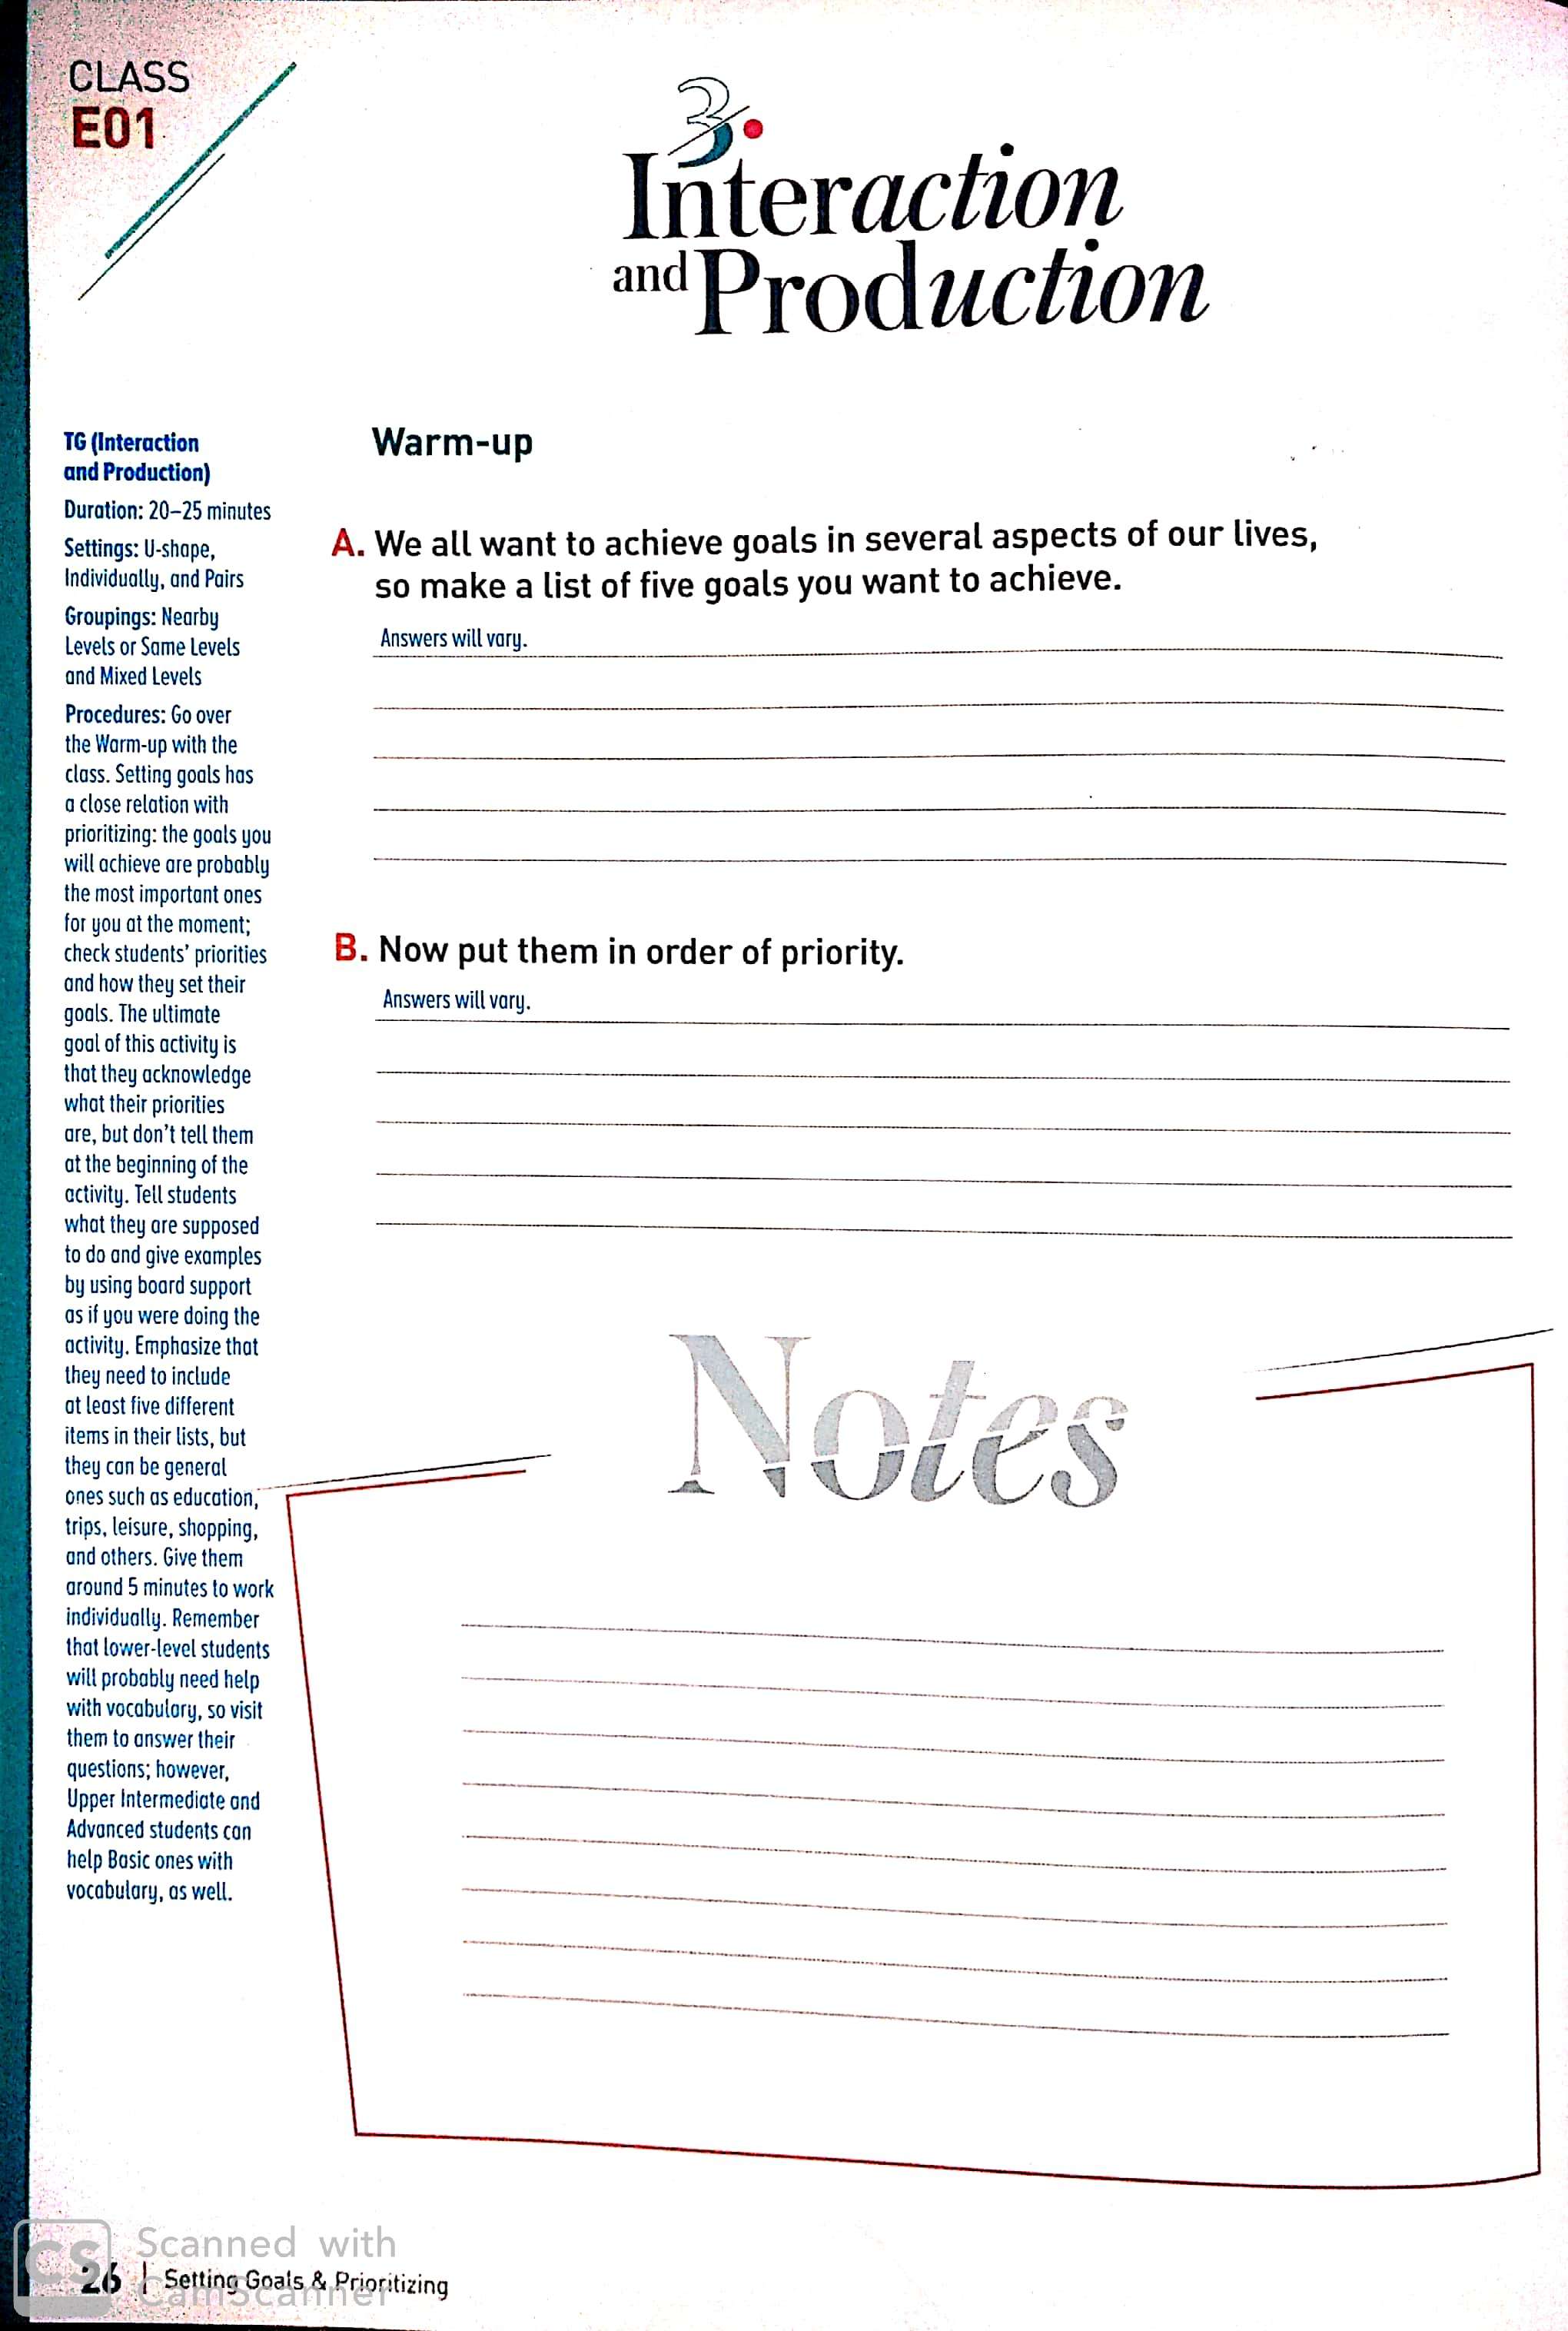 CLASS
E01
3.
Interaction
and Production
TG (Interaction
and Production)
Duration: 20–25 minutes
Settings: U-shape,
Individually, and Pairs
Groupings: Nearby
Levels or Same Levels
and Mixed Levels
Procedures: Go over
the Warm-up with the
class. Setting goals has
a close relation with
prioritizing: the goals you
will achieve are probably
the most important ones
for you at the moment;
check students' priorities
and how they set their
goals. The ultimate
goal of this activity is
that they acknowledge
what their priorities
are, but don't tell them
at the beginning of the
activity. Tell students
what they are supposed
to do and give examples
by using board support
as if you were doing the
activity. Emphasize that
they need to include
at least five different
items in their lists, but
they can be general
ones such as education,
trips, leisure, shopping,
and others. Give them
around 5 minutes to work
individually. Remember
that lower-level students
will probably need help
with vocabulary, so visit
them to answer their
questions; however,
Upper Intermediate and
Advanced students can
help Basic ones with
vocabulary, as well.
Warm-up
A. We all want to achieve goals in several aspects of our lives,
so make a list of five goals you want to achieve.
Answers will vary.
B. Now put them in order of priority.
Answers will vary.
Notes
26 | Setting Goals & Prioritizing
CS
Scanned with
CamScanner